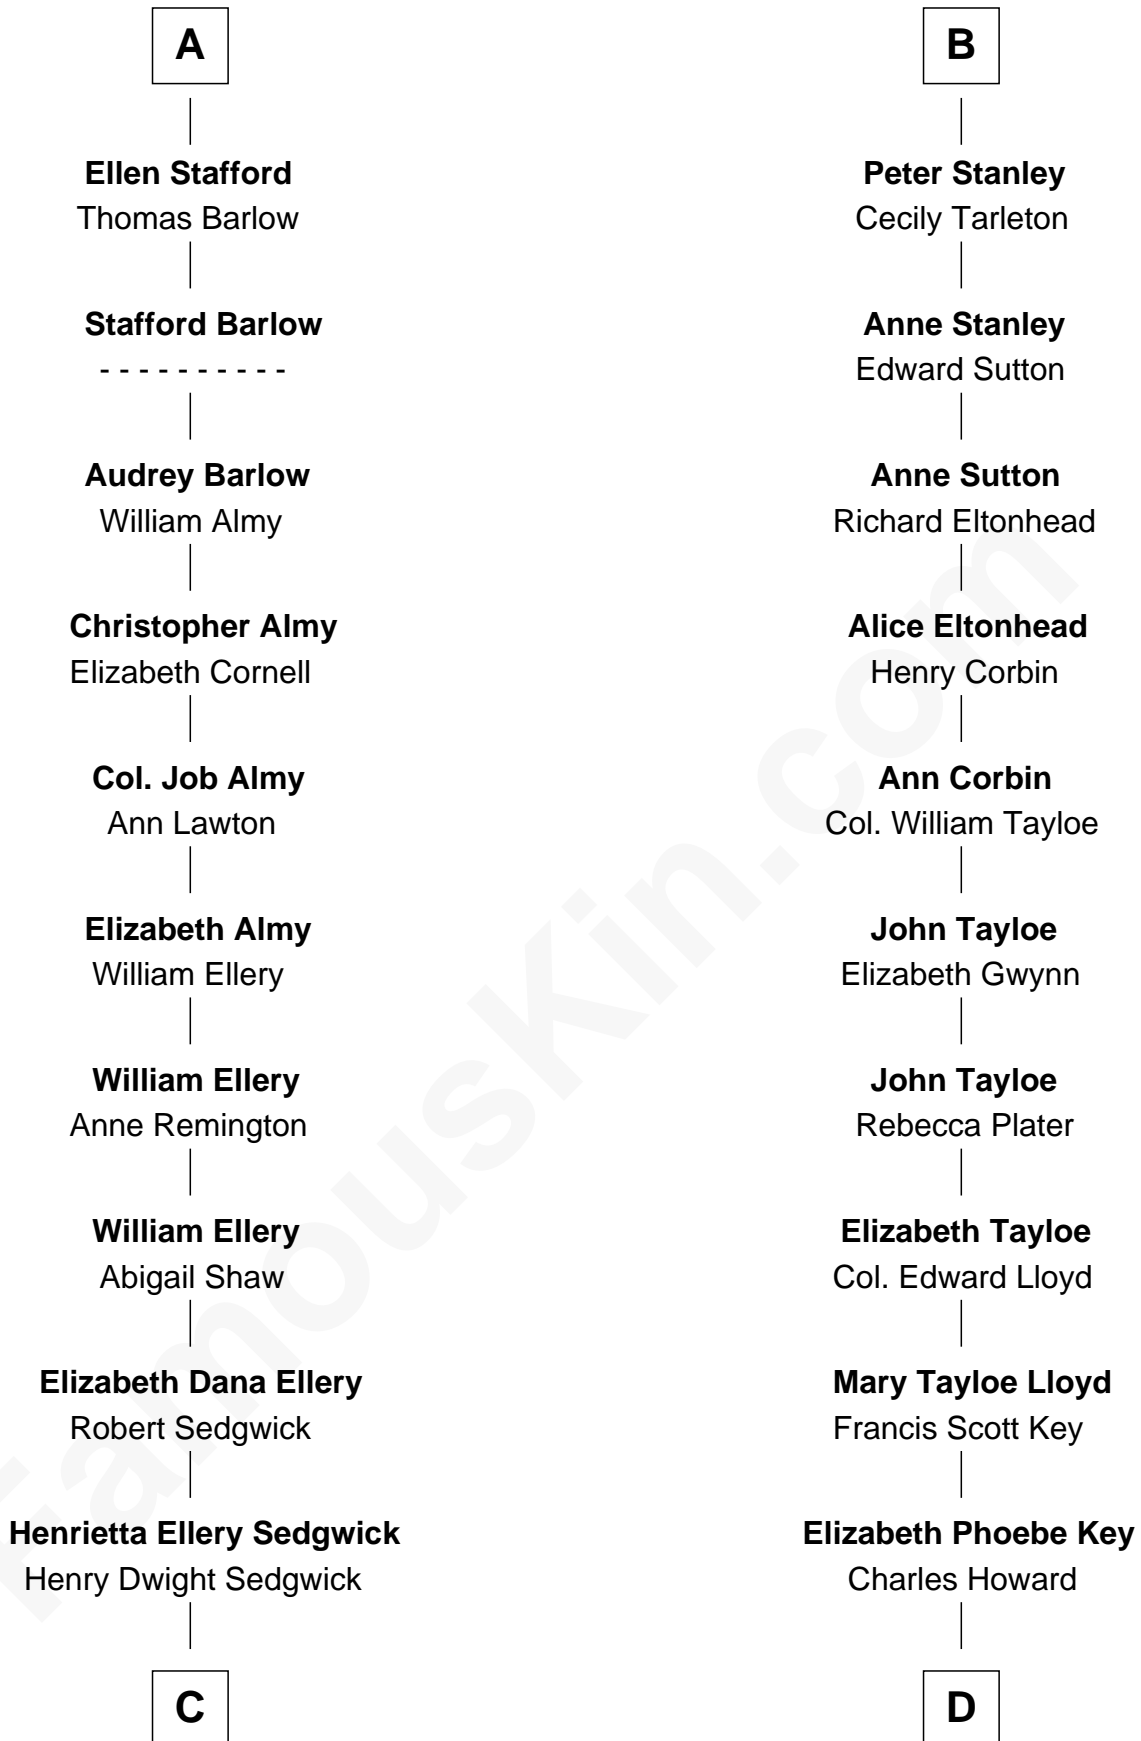 A
Ellen Stafford
Thomas Barlow
Stafford Barlow
- - - - - - - - - -
Audrey Barlow
William Almy
Christopher Almy
Elizabeth Cornell
Col. Job Almy
Ann Lawton
Elizabeth Almy
William Ellery
William Ellery
Anne Remington
William Ellery
Abigail Shaw
Elizabeth Dana Ellery
Robert Sedgwick
Henrietta Ellery Sedgwick
Henry Dwight Sedgwick
C
B
Peter Stanley
Cecily Tarleton
Anne Stanley
Edward Sutton
Anne Sutton
Richard Eltonhead
Alice Eltonhead
Henry Corbin
Ann Corbin
Col. William Tayloe
John Tayloe
Elizabeth Gwynn
John Tayloe
Rebecca Plater
Elizabeth Tayloe
Col. Edward Lloyd
Mary Tayloe Lloyd
Francis Scott Key
Elizabeth Phoebe Key
Charles Howard
D
FamousKin.com